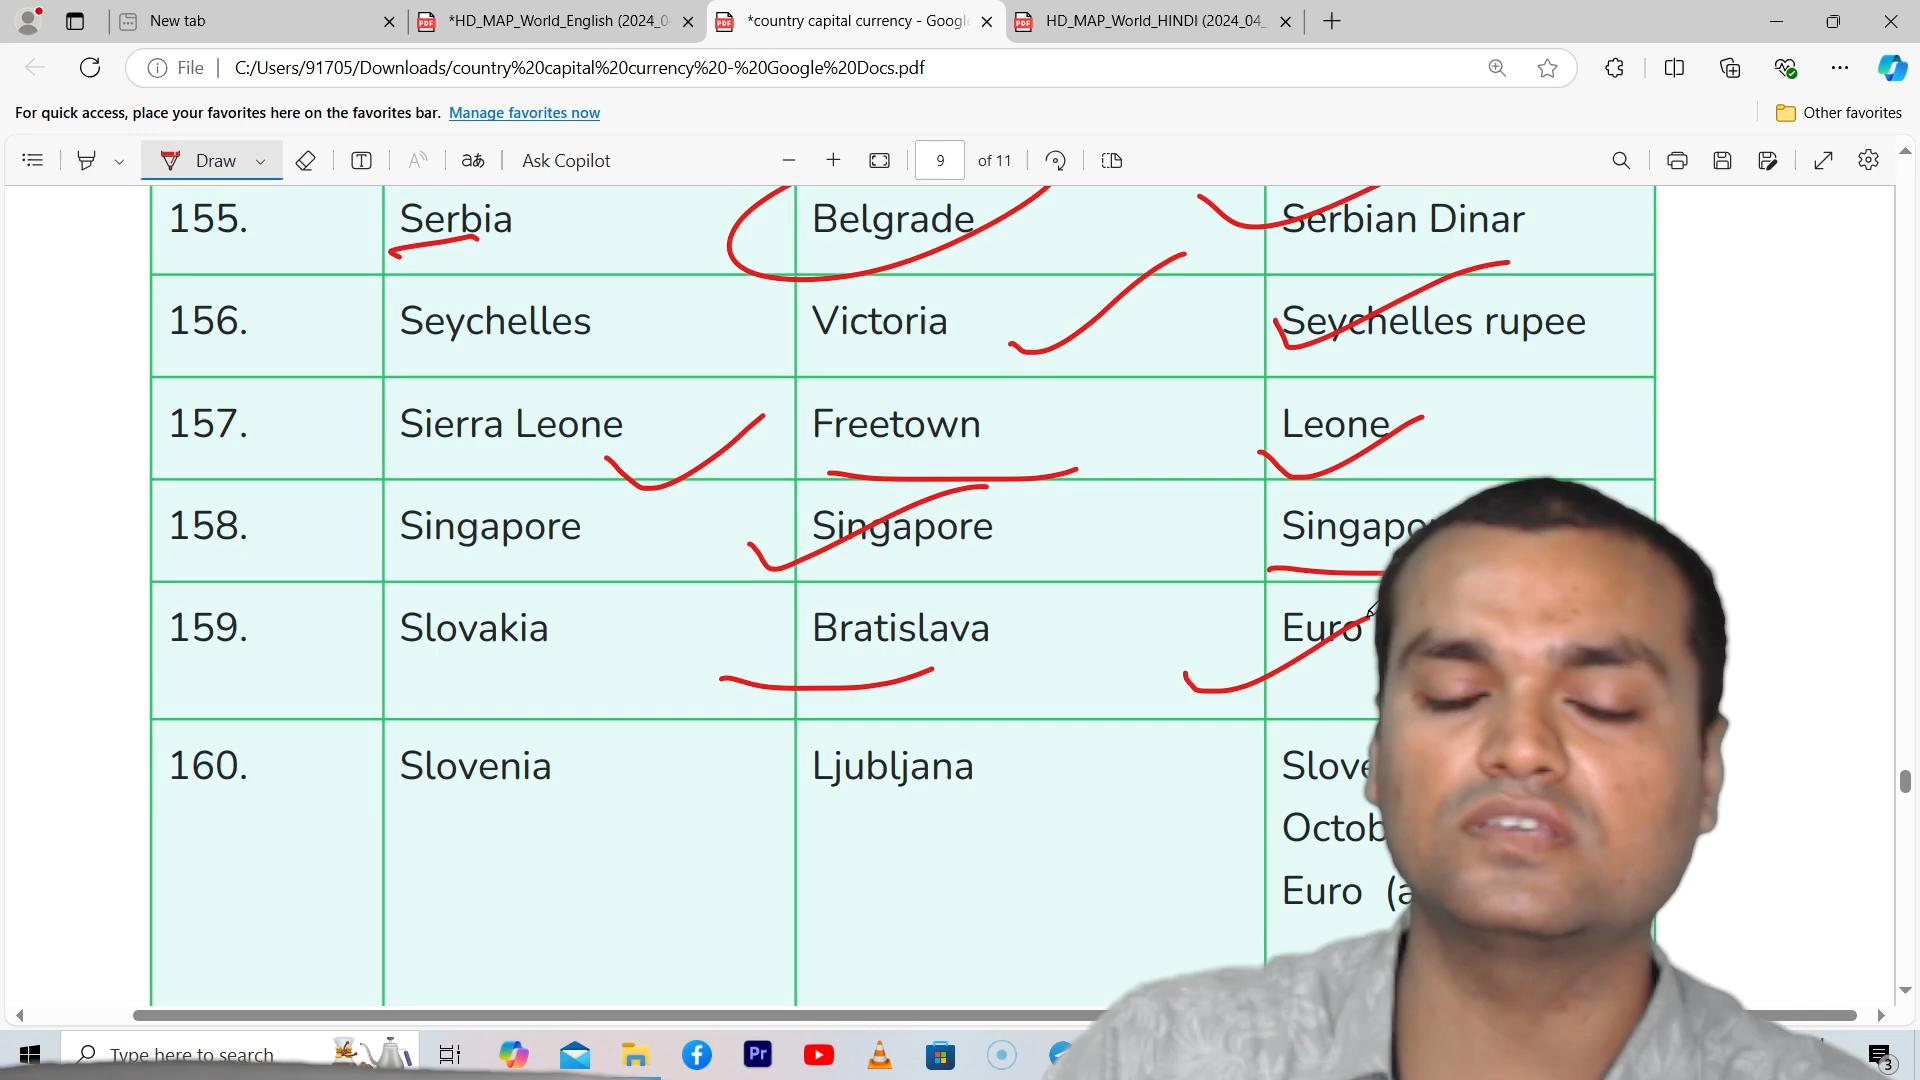 New tab
*HD_MAP_World_English (2024_0
*country capital currency - Google
HD_MAP_World_HINDI (2024_04_
File
C:/Users/91705/Downloads/country%20capital%20currency%20-%20Google%20Docs.pdf
For quick access, place your favorites here on the favorites bar. Manage favorites now
Other favorites
Draw
Ask Copilot
9 of 11
155. Serbia Belgrade Serbian Dinar
156. Seychelles Victoria Seychelles rupee
157. Sierra Leone Freetown Leone
158. Singapore Singapore Singapo
159. Slovakia Bratislava Euro
160. Slovenia Ljubljana Slove
Octob
Euro (a
Type here to search
Pr
3